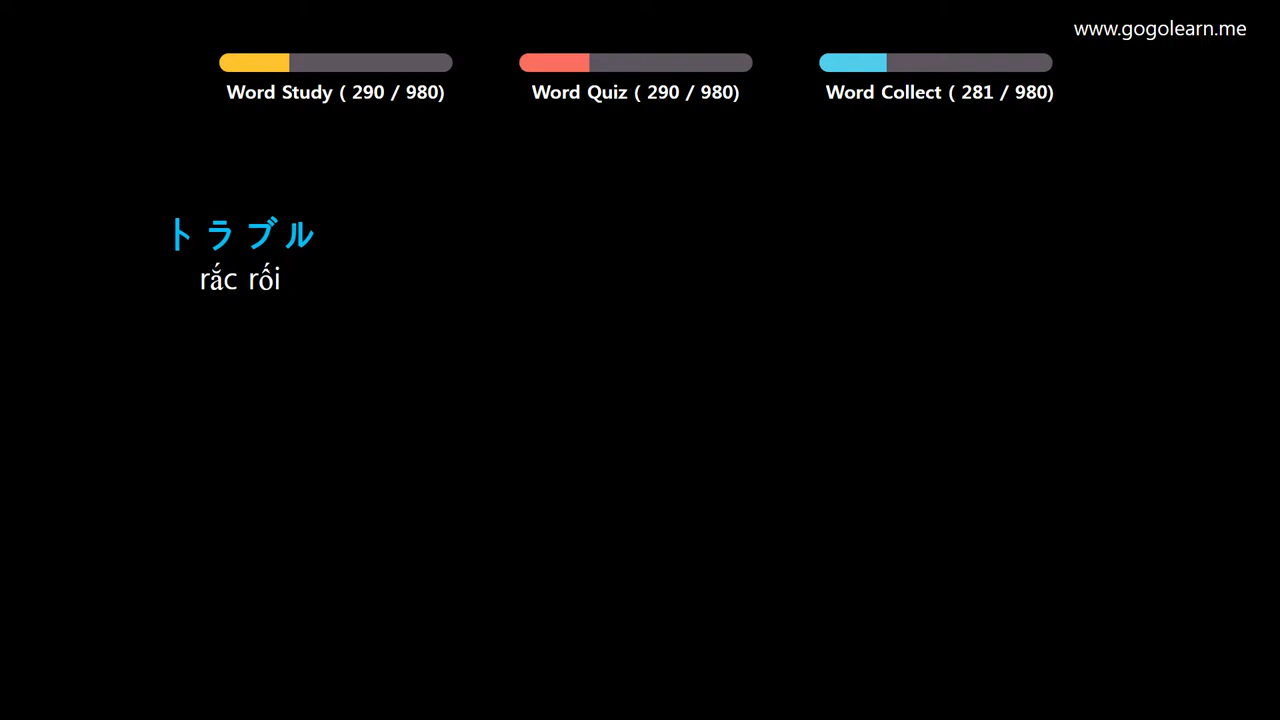 www.gogolearn.me
Word Study ( 290 / 980)
Word Quiz ( 290 / 980)
Word Collect ( 281 / 980)
トラブル
rắc rối